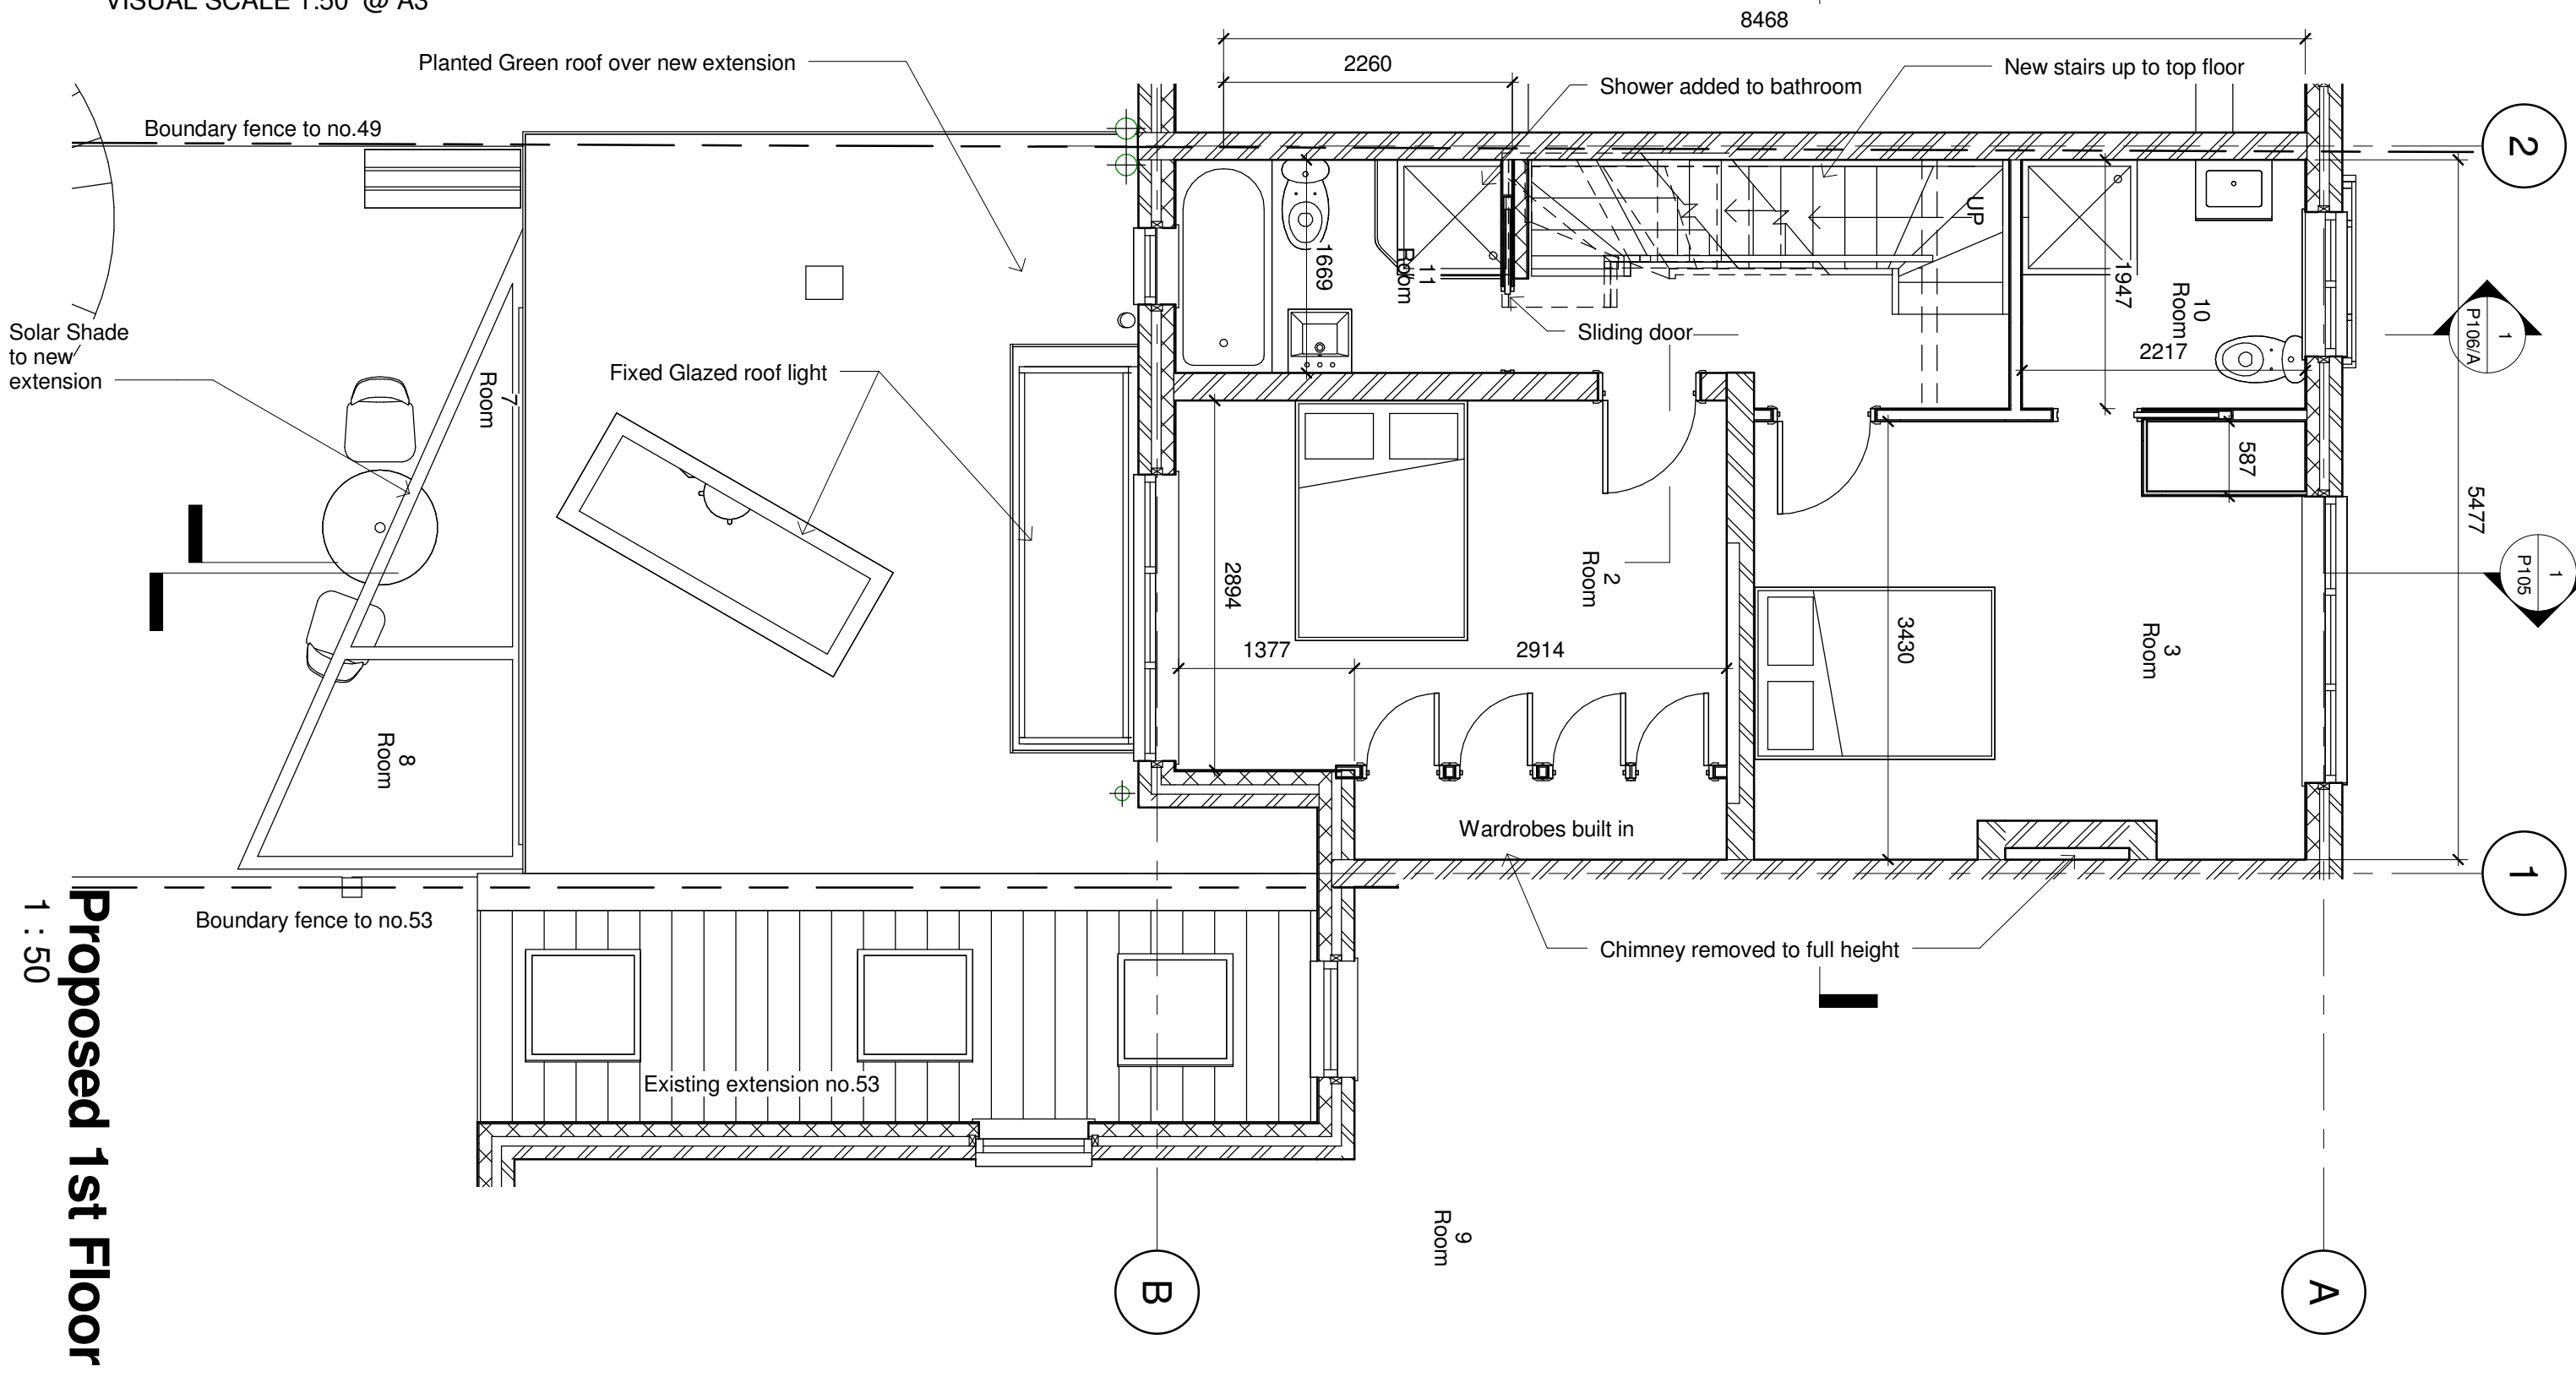 VISUAL SCALE 1:50 @ A3
8468
Planted Green roof over new extension
2260
Shower added to bathroom
New stairs up to top floor
Boundary fence to no.49
2
UP
1669
11
Room
1947
10
Room
2217
1
P106/A
Solar Shade
to new
extension
Sliding door
Fixed Glazed roof light
7
Room
587
5477
1
P105
2894
2
Room
1377
2914
3430
3
Room
8
Room
Wardrobes built in
1
Boundary fence to no.53
Chimney removed to full height
Existing extension no.53
9
Room
B
A
Proposed 1st Floor
1 : 50